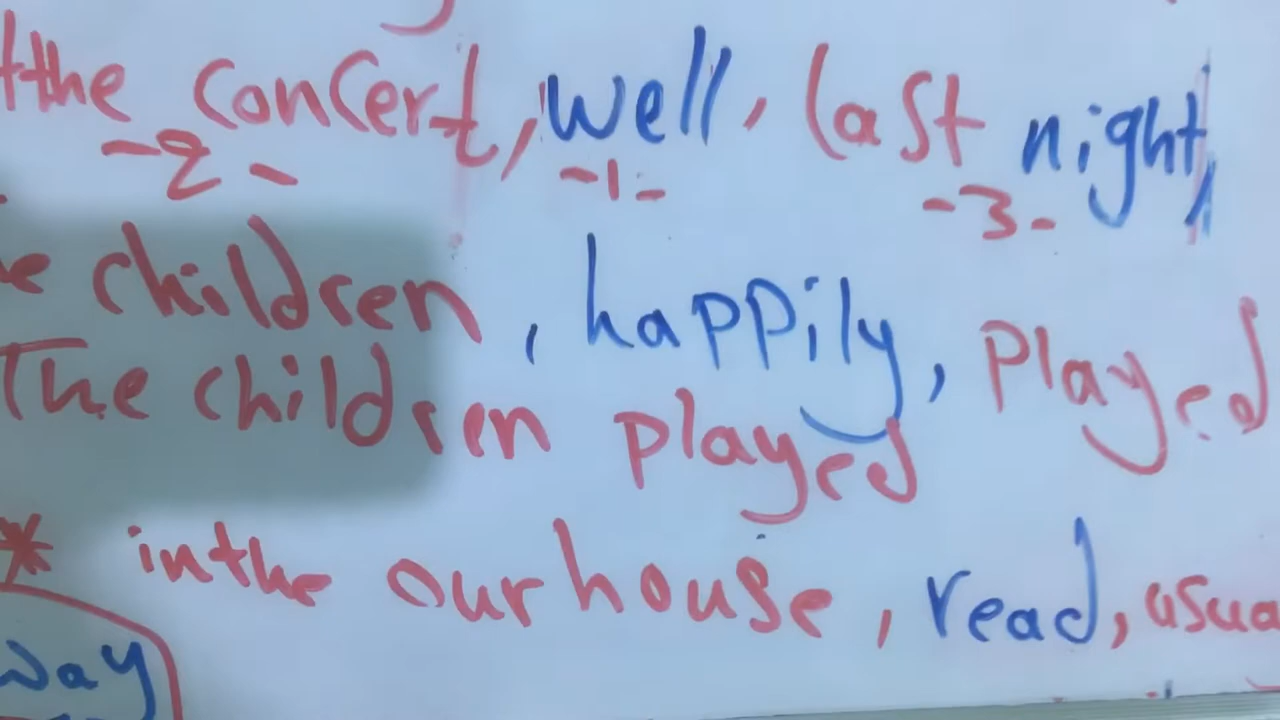 the concert, well, last night,
-2- -1- -3-
children, happily, played
The children played
* in the our house, read, usua
way